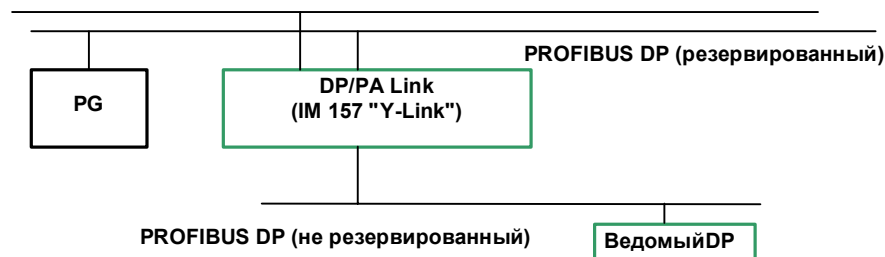 PROFIBUS DP (резервированный)
PG
DP/PA Link
(IM 157 "Y-Link")
PROFIBUS DP (не резервированный)
ВедомыйDP